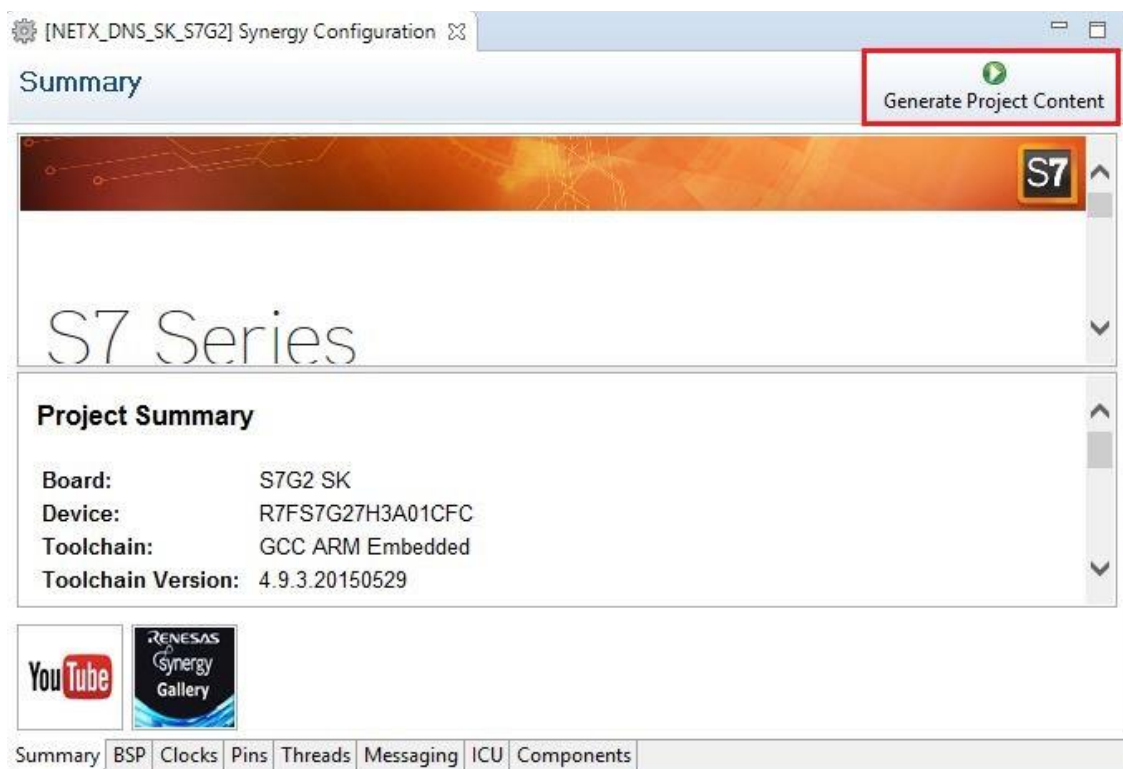 [NETX_DNS_SK_S7G2] Synergy Configuration
Summary
Generate Project Content
S7
S7 Series
Project Summary
Board: S7G2 SK
Device: R7FS7G27H3A01CFC
Toolchain: GCC ARM Embedded
Toolchain Version: 4.9.3.20150529
YouTube
RENESAS
synergy
Gallery
Summary BSP Clocks Pins Threads Messaging ICU Components